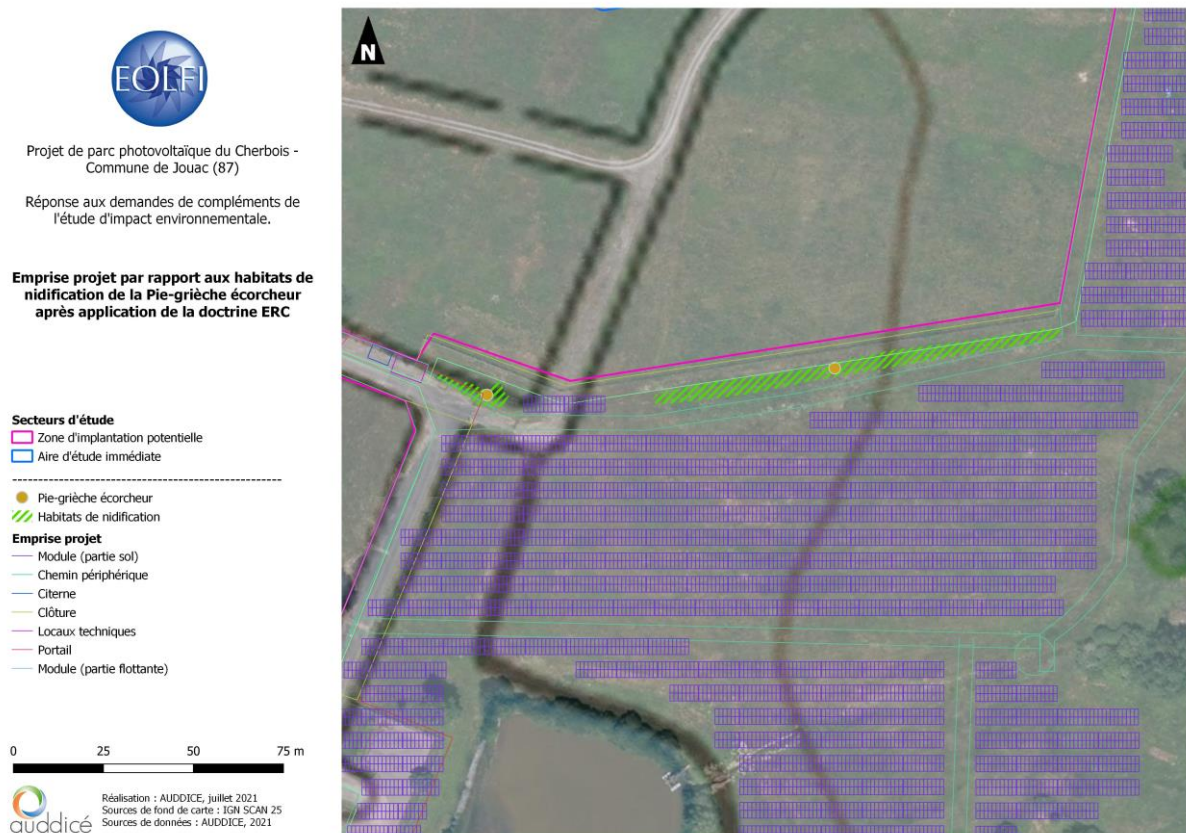 EOLFI
Projet de parc photovoltaïque du Cherbois -
Commune de Jouac (87)
Réponse aux demandes de compléments de
l'étude d'impact environnementale.
Emprise projet par rapport aux habitats de
nidification de la Pie-grièche écorcheur
après application de la doctrine ERC
Secteurs d'étude
Zone d'implantation potentielle
Aire d'étude immédiate
Pie-grièche écorcheur
Habitats de nidification
Emprise projet
Module (partie sol)
Chemin périphérique
Citerne
Clôture
Locaux techniques
Portail
Module (partie flottante)
0 25 50 75 m
auddicé
Réalisation : AUDDICE, juillet 2021
Sources de fond de carte : IGN SCAN 25
Sources de données : AUDDICE, 2021
N